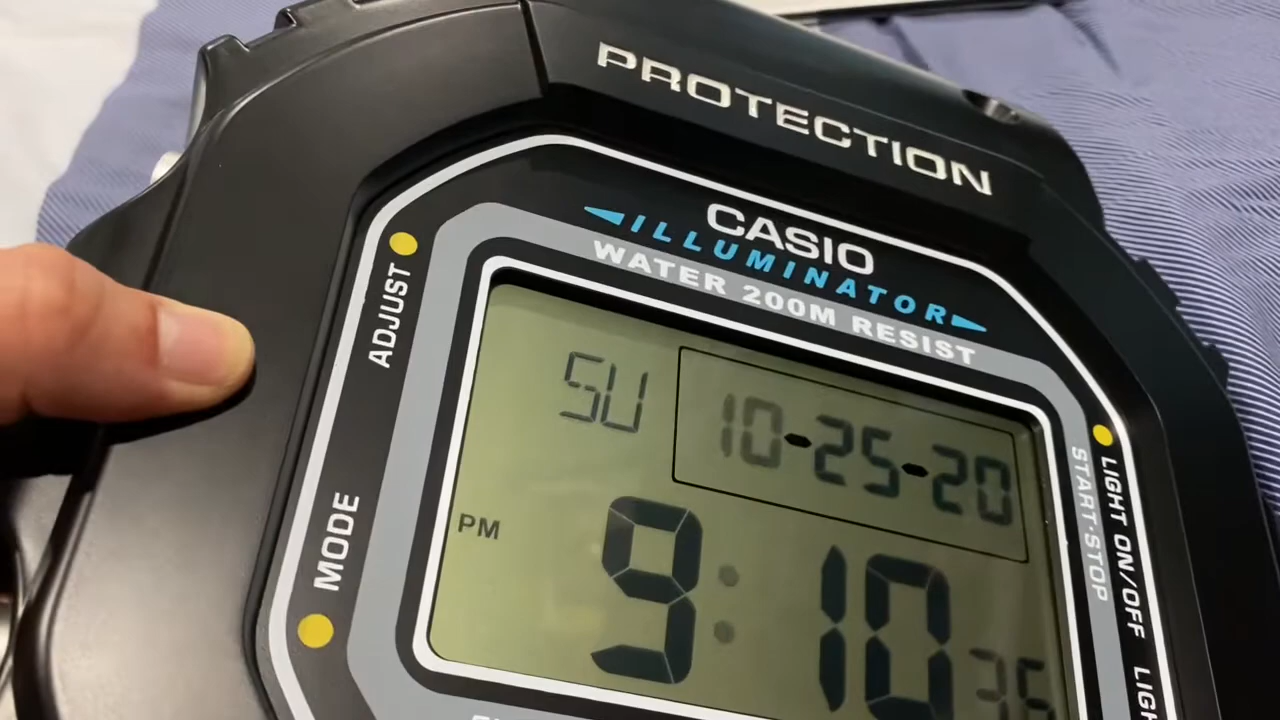 PROTECTION
CASIO
ILLUMINATOR
WATER 200M RESIST
ADJUST
SU 10-25-20
PM 9:10 36
MODE
START·STOP
LIGHT ON/OFF